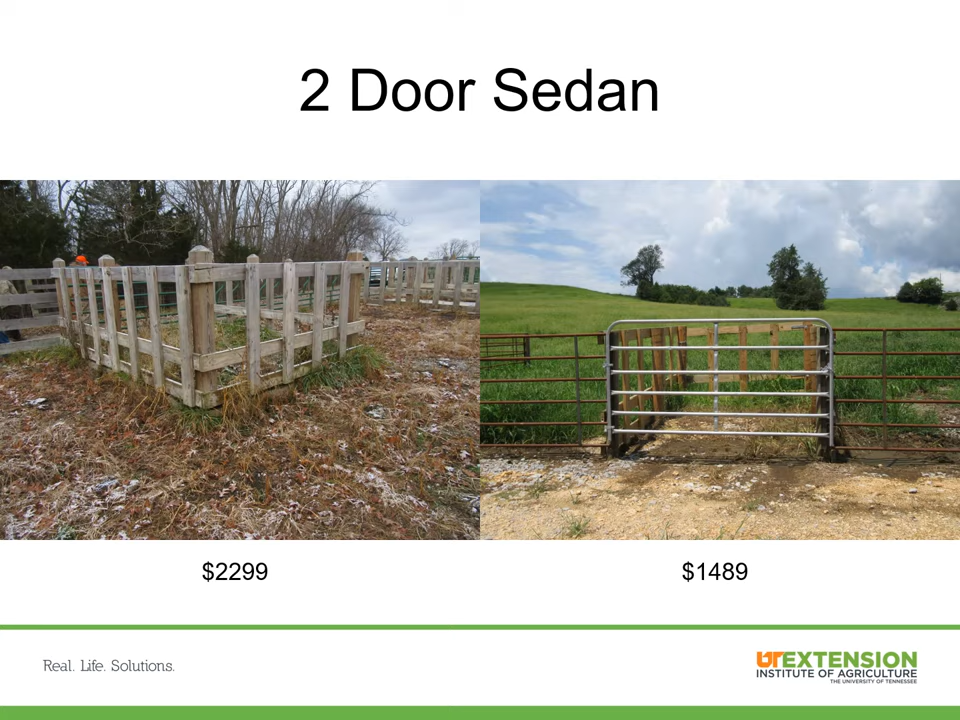 2 Door Sedan
$2299
$1489
Real. Life. Solutions.
UTEXTENSION
INSTITUTE OF AGRICULTURE
THE UNIVERSITY OF TENNESSEE